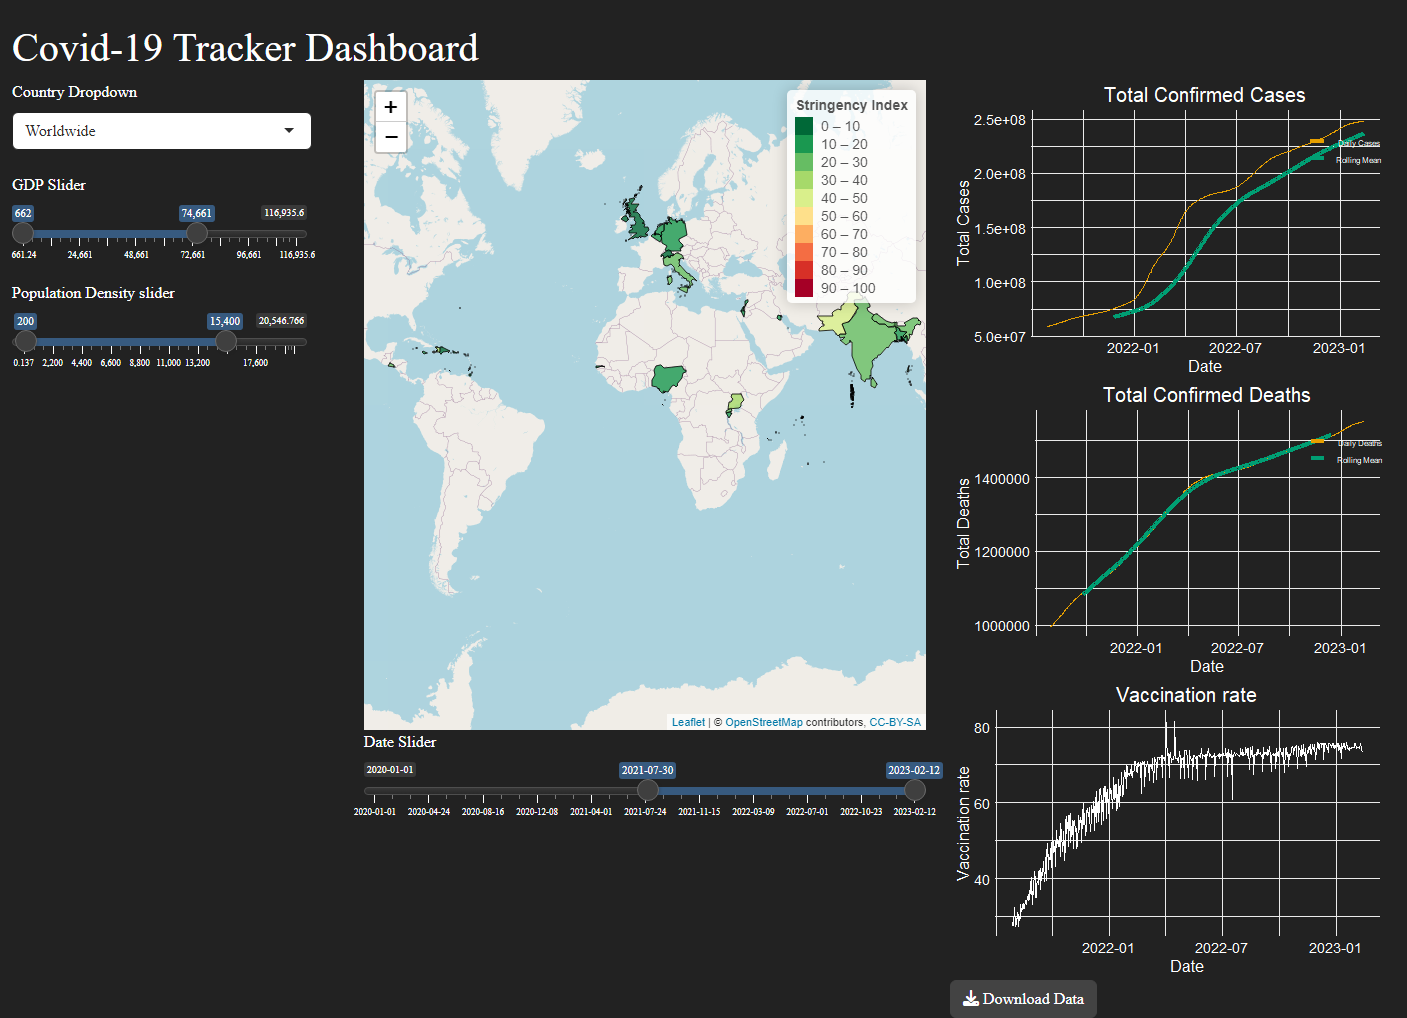 Covid-19 Tracker Dashboard
Country Dropdown
Worldwide
GDP Slider
662 74,661 116,935.6
661.24 24,661 48,661 72,661 96,661 116,935.6
Population Density slider
200 15,400 20,546.766
0.137 2,200 4,400 6,600 8,800 11,000 13,200 17,600
+
−
Stringency Index
0 – 10
10 – 20
20 – 30
30 – 40
40 – 50
50 – 60
60 – 70
70 – 80
80 – 90
90 – 100
Leaflet | © OpenStreetMap contributors, CC-BY-SA
Date Slider
2020-01-01 2021-07-30 2023-02-12
2020-01-01 2020-04-24 2020-08-16 2020-12-08 2021-04-01 2021-07-24 2021-11-15 2022-03-09 2022-07-01 2022-10-23 2023-02-12
Total Confirmed Cases
Total Cases
2.5e+08
2.0e+08
1.5e+08
1.0e+08
5.0e+07
Daily Cases
Rolling Mean
2022-01 2022-07 2023-01
Date
Total Confirmed Deaths
Total Deaths
1400000
1200000
1000000
Daily Deaths
Rolling Mean
2022-01 2022-07 2023-01
Date
Vaccination rate
Vaccination rate
80
60
40
2022-01 2022-07 2023-01
Date
Download Data